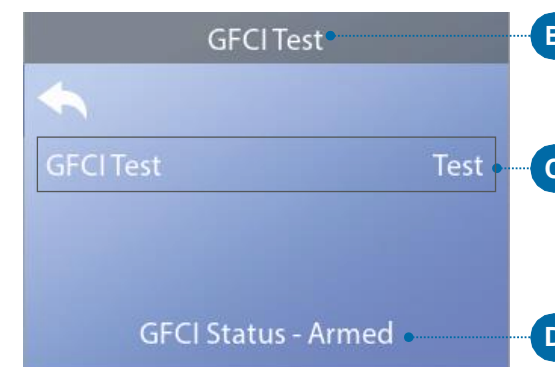 GFCI Test
B
GFCI Test Test
C
GFCI Status - Armed
D